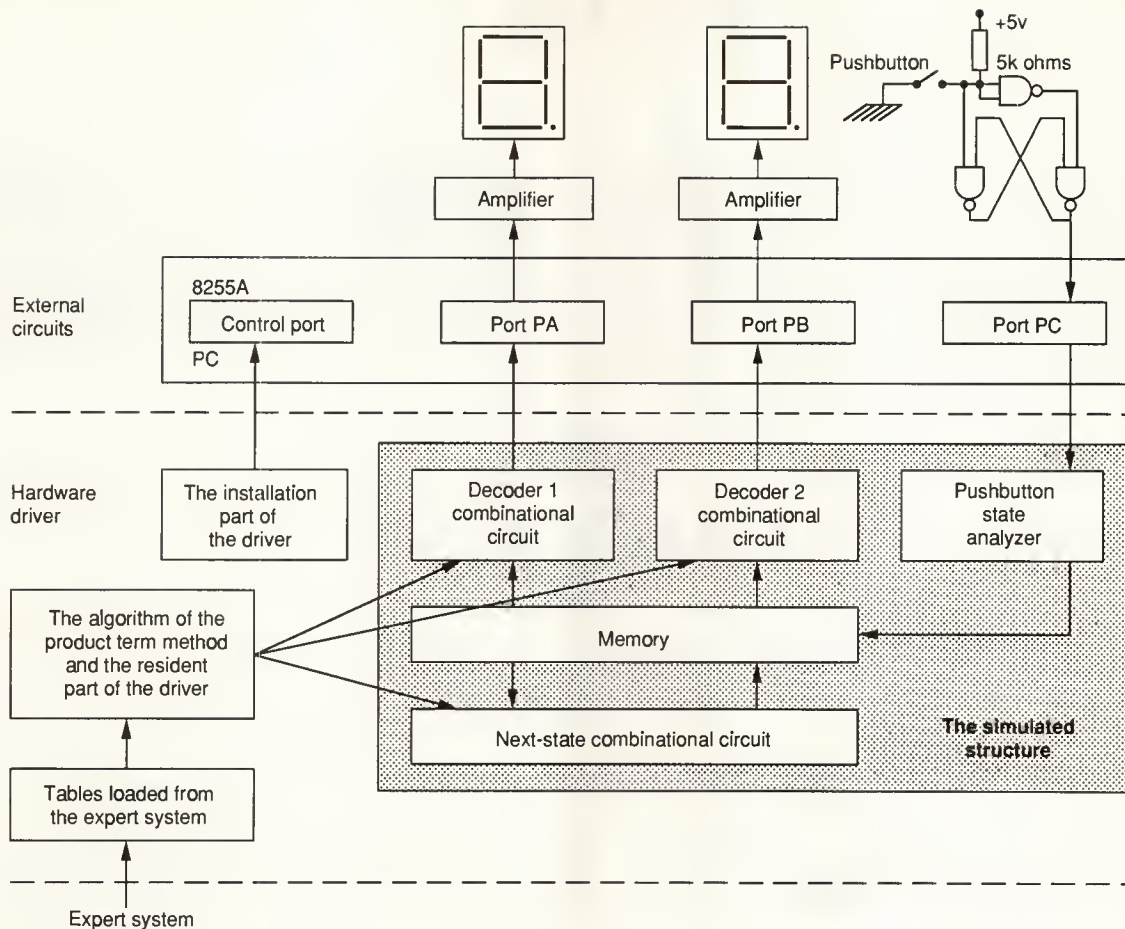 +5v
5k ohms
Pushbutton
Amplifier
Amplifier
External
circuits
8255A
Control port
PC
Port PA
Port PB
Port PC
Hardware
driver
The installation
part of
the driver
Decoder 1
combinational
circuit
Decoder 2
combinational
circuit
Pushbutton
state
analyzer
The algorithm of the
product term method
and the resident
part of the driver
Memory
Next-state combinational circuit
The simulated
structure
Tables loaded from
the expert system
Expert system